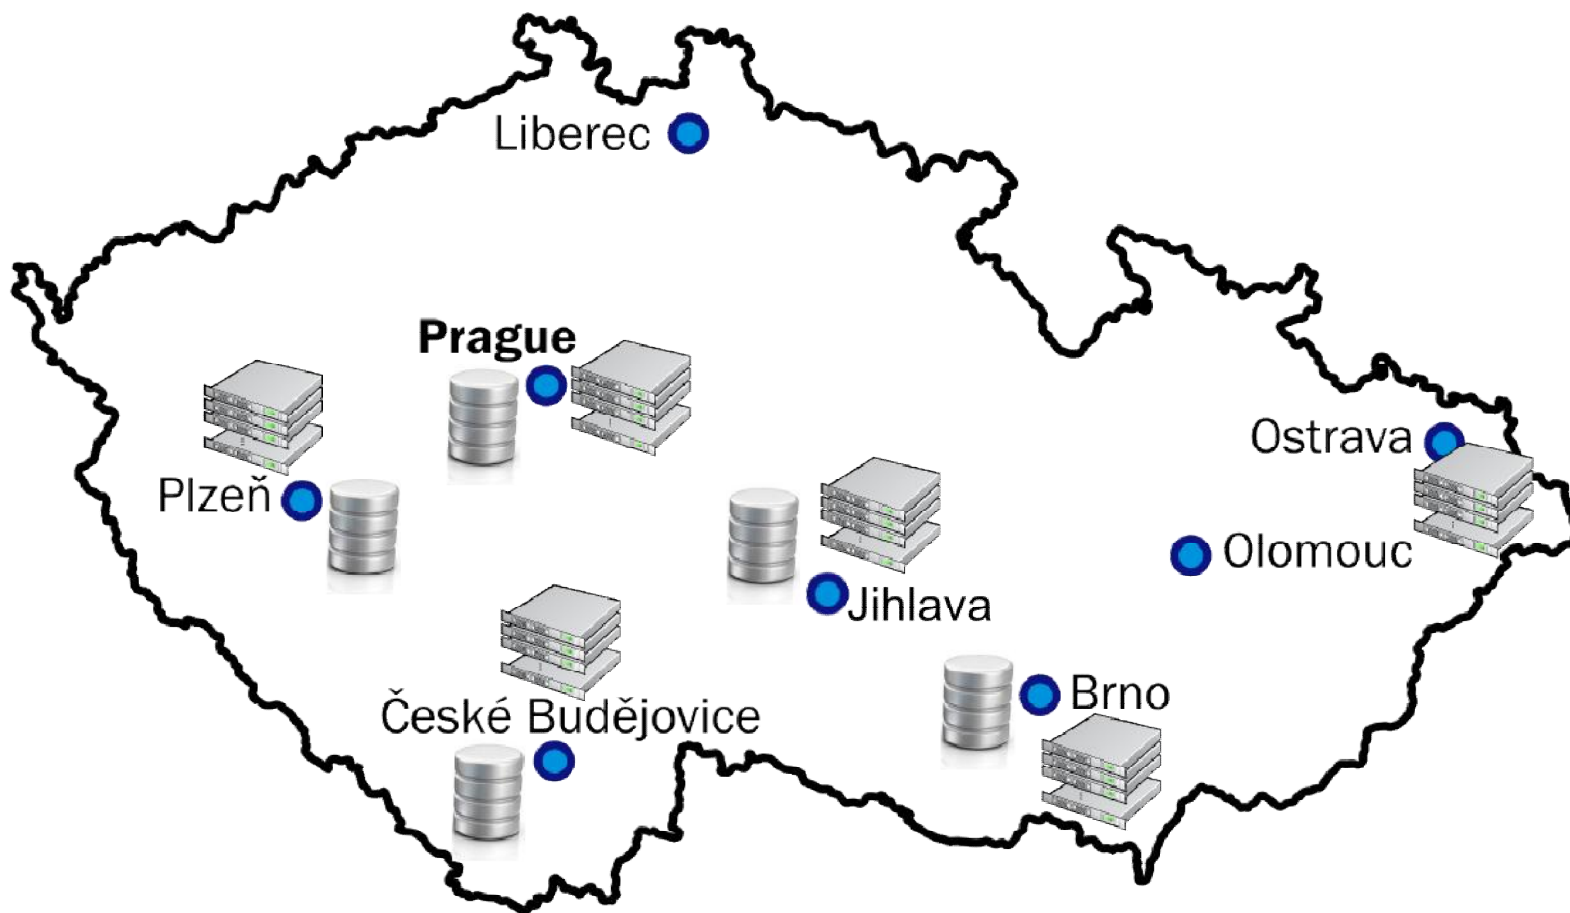 Liberec
Prague
Ostrava
Plzeň
Olomouc
Jihlava
Brno
České Budějovice